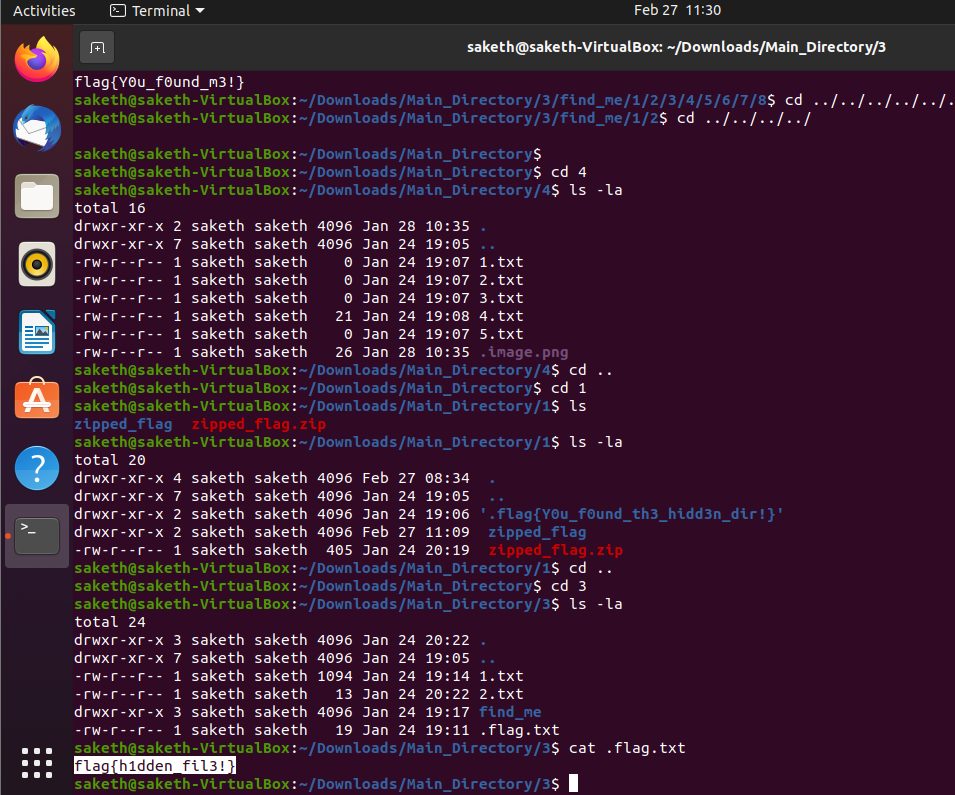 Activities Terminal Feb 27 11:30
saketh@saketh-VirtualBox: ~/Downloads/Main_Directory/3
flag{Y0u_f0und_m3!}
saketh@saketh-VirtualBox:~/Downloads/Main_Directory/3/find_me/1/2/3/4/5/6/7/8$ cd ../../../../../.
saketh@saketh-VirtualBox:~/Downloads/Main_Directory/3/find_me/1/2$ cd ../../../../
saketh@saketh-VirtualBox:~/Downloads/Main_Directory$
saketh@saketh-VirtualBox:~/Downloads/Main_Directory$ cd 4
saketh@saketh-VirtualBox:~/Downloads/Main_Directory/4$ ls -la
total 16
drwxr-xr-x 2 saketh saketh 4096 Jan 28 10:35 .
drwxr-xr-x 7 saketh saketh 4096 Jan 24 19:05 ..
-rw-r--r-- 1 saketh saketh    0 Jan 24 19:07 1.txt
-rw-r--r-- 1 saketh saketh    0 Jan 24 19:07 2.txt
-rw-r--r-- 1 saketh saketh    0 Jan 24 19:07 3.txt
-rw-r--r-- 1 saketh saketh   21 Jan 24 19:08 4.txt
-rw-r--r-- 1 saketh saketh    0 Jan 24 19:07 5.txt
-rw-r--r-- 1 saketh saketh   26 Jan 28 10:35 .image.png
saketh@saketh-VirtualBox:~/Downloads/Main_Directory/4$ cd ..
saketh@saketh-VirtualBox:~/Downloads/Main_Directory$ cd 1
saketh@saketh-VirtualBox:~/Downloads/Main_Directory/1$ ls
zipped_flag  zipped_flag.zip
saketh@saketh-VirtualBox:~/Downloads/Main_Directory/1$ ls -la
total 20
drwxr-xr-x 4 saketh saketh 4096 Feb 27 08:34  .
drwxr-xr-x 7 saketh saketh 4096 Jan 24 19:05  ..
drwxr-xr-x 2 saketh saketh 4096 Jan 24 19:06 '.flag{Y0u_f0und_th3_hidd3n_dir!}'
drwxr-xr-x 2 saketh saketh 4096 Feb 27 11:09  zipped_flag
-rw-r--r-- 1 saketh saketh  405 Jan 24 20:19  zipped_flag.zip
saketh@saketh-VirtualBox:~/Downloads/Main_Directory/1$ cd ..
saketh@saketh-VirtualBox:~/Downloads/Main_Directory$ cd 3
saketh@saketh-VirtualBox:~/Downloads/Main_Directory/3$ ls -la
total 24
drwxr-xr-x 3 saketh saketh 4096 Jan 24 20:22 .
drwxr-xr-x 7 saketh saketh 4096 Jan 24 19:05 ..
-rw-r--r-- 1 saketh saketh 1094 Jan 24 19:14 1.txt
-rw-r--r-- 1 saketh saketh   13 Jan 24 20:22 2.txt
drwxr-xr-x 3 saketh saketh 4096 Jan 24 19:17 find_me
-rw-r--r-- 1 saketh saketh   19 Jan 24 19:11 .flag.txt
saketh@saketh-VirtualBox:~/Downloads/Main_Directory/3$ cat .flag.txt
flag{h1dden_fil3!}
saketh@saketh-VirtualBox:~/Downloads/Main_Directory/3$